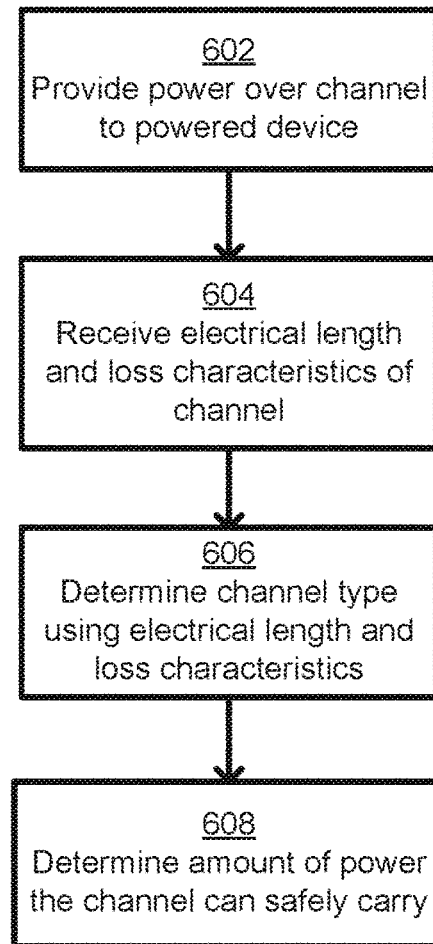 602
Provide power over channel
to powered device
604
Receive electrical length
and loss characteristics of
channel
606
Determine channel type
using electrical length and
loss characteristics
608
Determine amount of power
the channel can safely carry